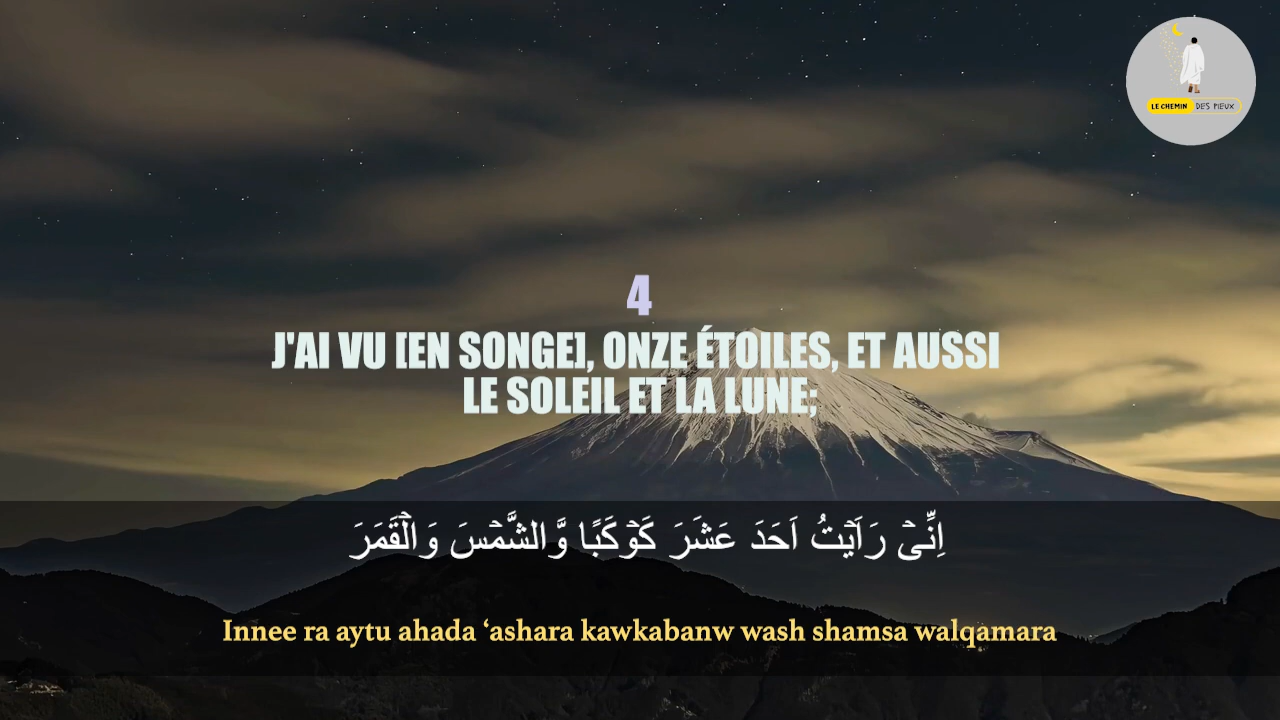 LE CHEMIN DES PIEUX
4
J'AI VU [EN SONGE], ONZE ÉTOILES, ET AUSSI
LE SOLEIL ET LA LUNE;
اِنِّىۡ رَاَيۡتُ اَحَدَ عَشَرَ كَوۡكَبًا وَّالشَّمۡسَ وَالۡقَمَرَ
Innee ra aytu ahada ‘ashara kawkabanw wash shamsa walqamara